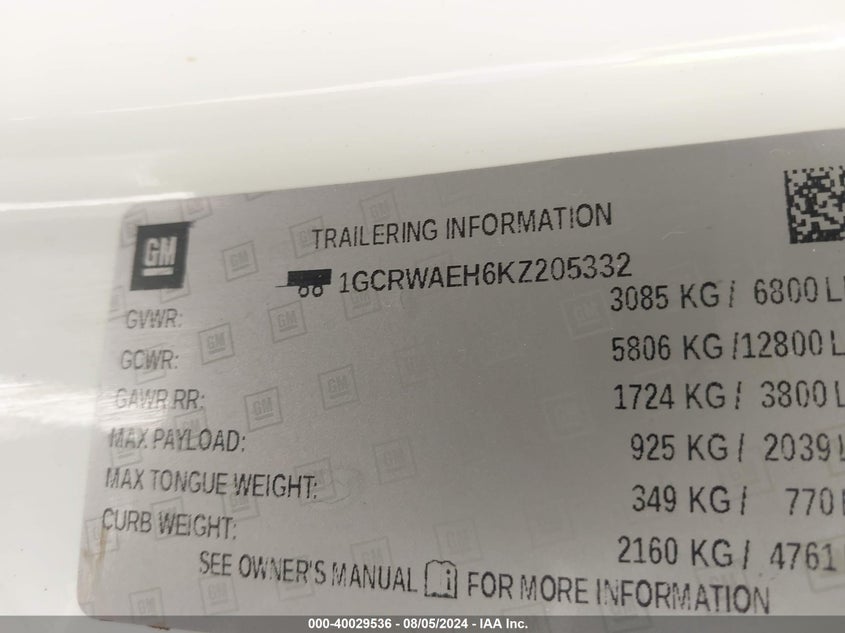 GM
TRAILERING INFORMATION
1GCRWAEH6KZ205332
GVWR: 3085 KG / 6800 L
GCWR: 5806 KG /12800 L
GAWR RR: 1724 KG / 3800 L
MAX PAYLOAD: 925 KG / 2039 L
MAX TONGUE WEIGHT: 349 KG / 770
CURB WEIGHT: 2160 KG / 4761
SEE OWNER'S MANUAL i FOR MORE INFORMATION
000-40029536 - 08/05/2024 - IAA Inc.